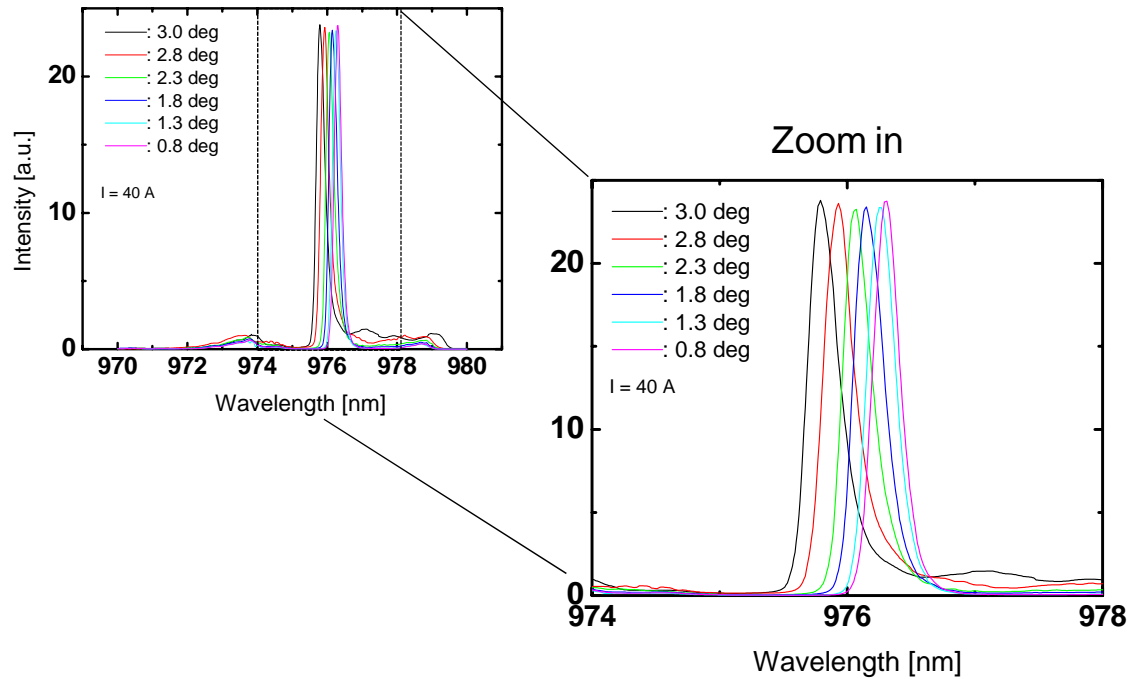 20
10
0
Intensity [a.u.]
: 3.0 deg
: 2.8 deg
: 2.3 deg
: 1.8 deg
: 1.3 deg
: 0.8 deg
I = 40 A
970 972 974 976 978 980
Wavelength [nm]
Zoom in
20
10
0
: 3.0 deg
: 2.8 deg
: 2.3 deg
: 1.8 deg
: 1.3 deg
: 0.8 deg
I = 40 A
974 976 978
Wavelength [nm]